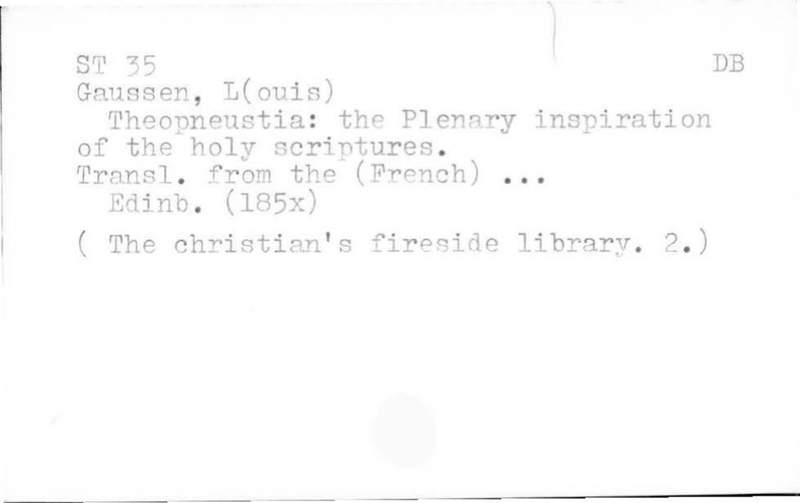 ST 35 DB
Gaussen, L(ouis)
Theopneustia: the Plenary inspiration
of the holy scriptures.
Transl. from the (French) ...
Edinb. (185x)
( The christian's fireside library. 2.)